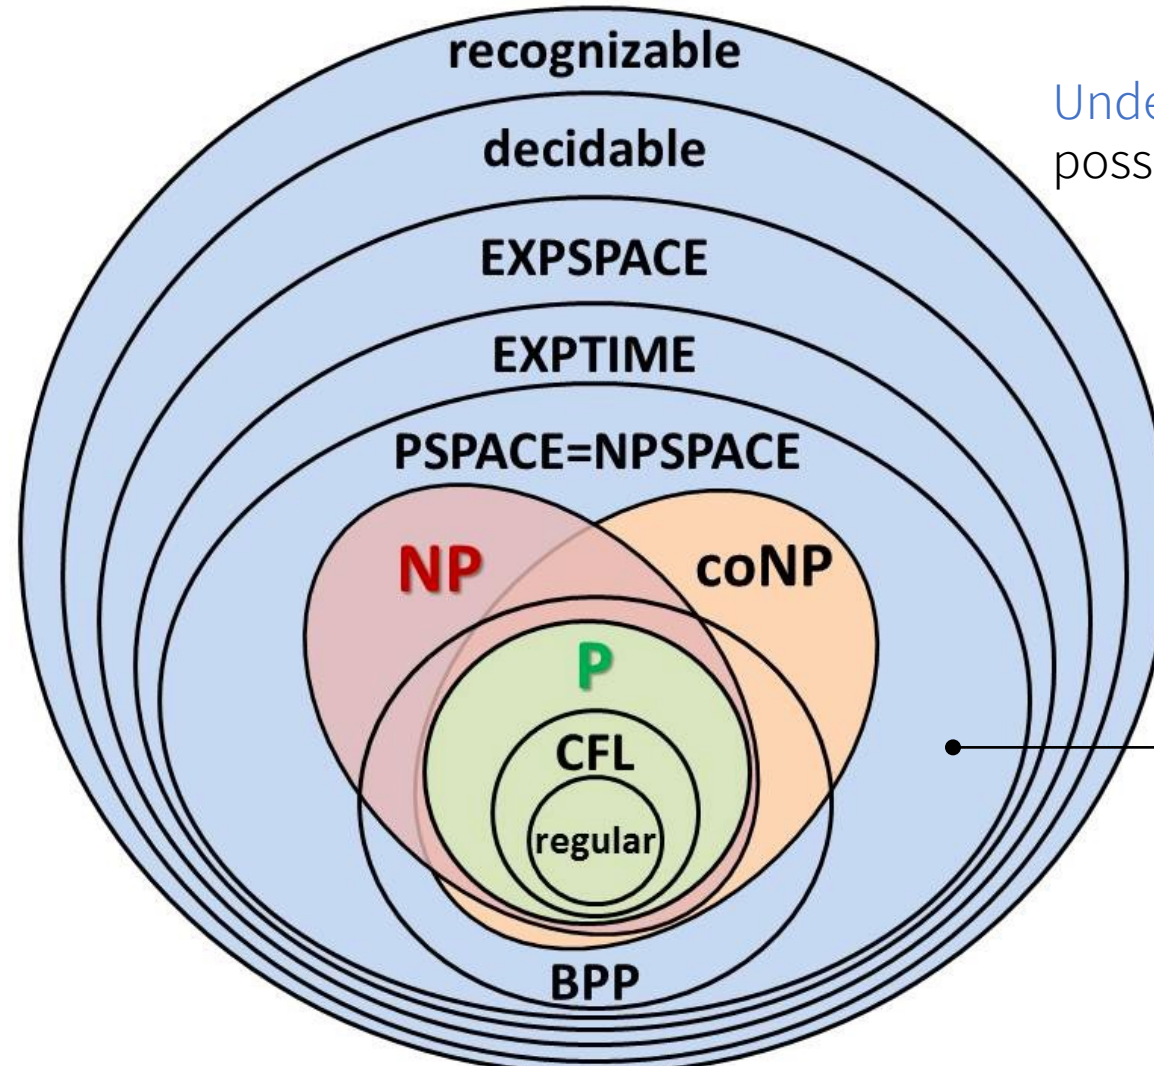 recognizable
decidable
EXPSPACE
EXPTIME
PSPACE=NPSPACE
NP
coNP
P
CFL
regular
BPP